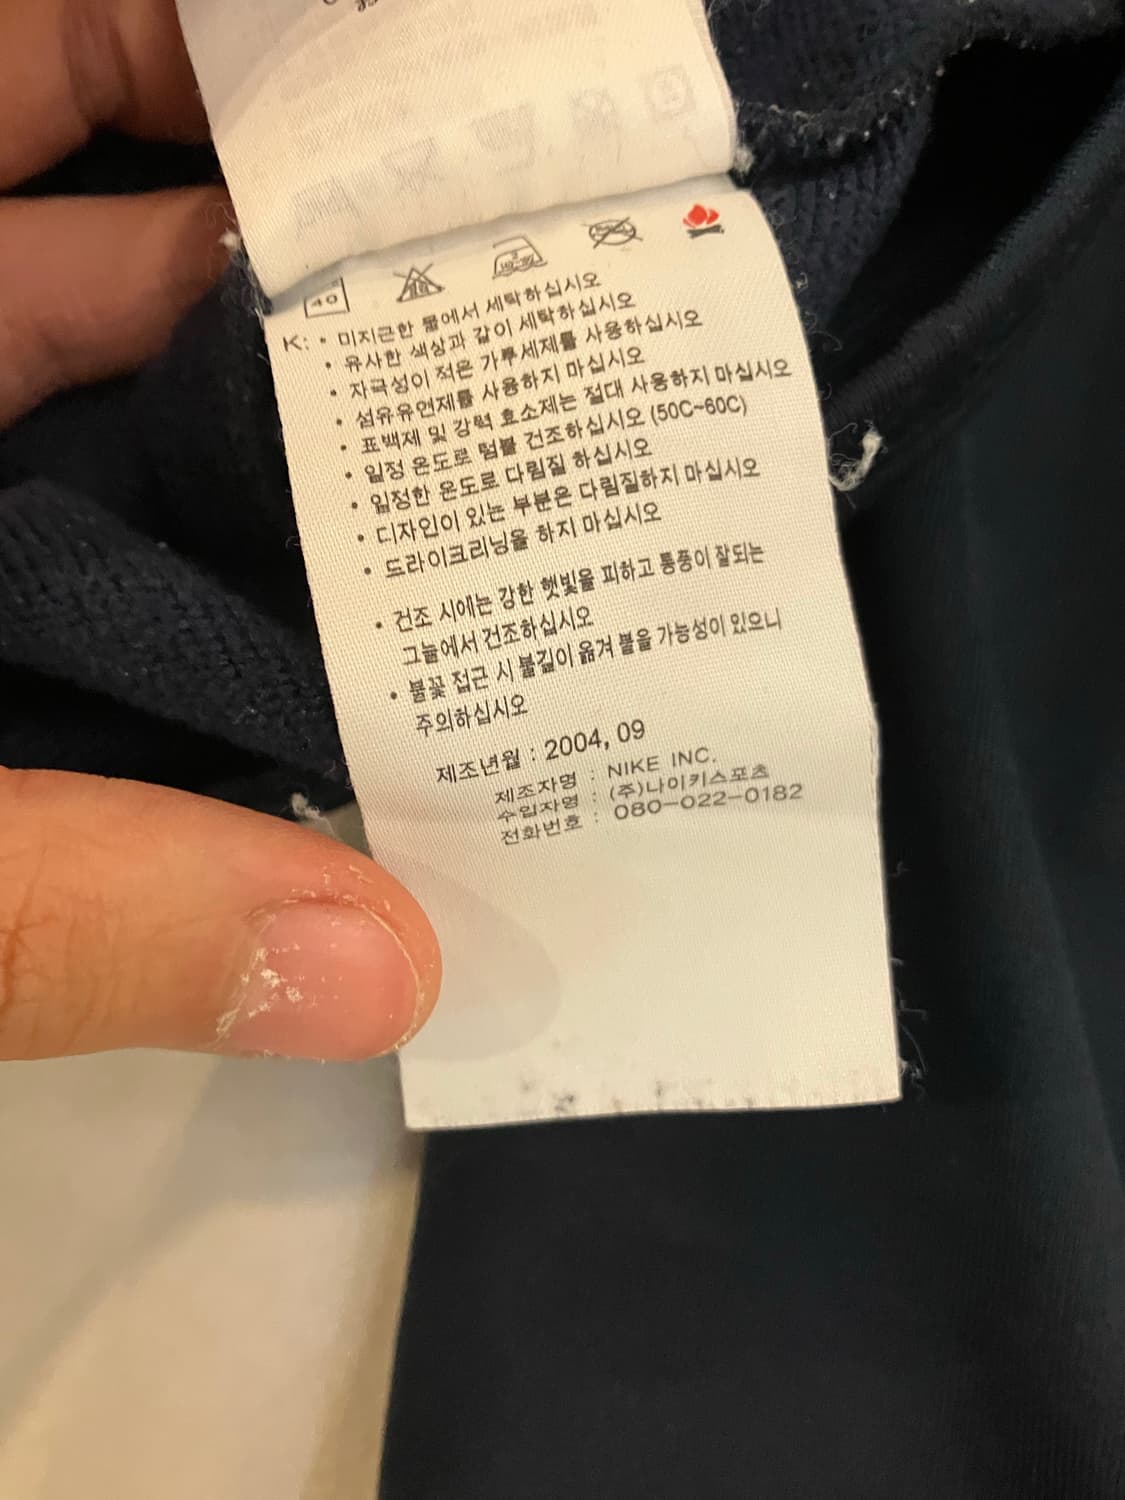 40
K: • 미지근한 물에서 세탁하십시오
• 유사한 색상과 같이 세탁하십시오
• 자극성이 적은 가루세제를 사용하십시오
• 섬유유연제를 사용하지 마십시오
• 표백제 및 강력 효소제는 절대 사용하지 마십시오
• 일정 온도로 텀블 건조하십시오 (50C~60C)
• 일정한 온도로 다림질 하십시오
• 디자인이 있는 부분은 다림질하지 마십시오
• 드라이크리닝을 하지 마십시오
• 건조 시에는 강한 햇빛을 피하고 통풍이 잘되는
그늘에서 건조하십시오
• 불꽃 접근 시 불길이 옮겨 붙을 가능성이 있으니
주의하십시오
제조년월 : 2004, 09
제조자명 : NIKE INC.
수입자명 : (주)나이키스포츠
전화번호 : 080-022-0182